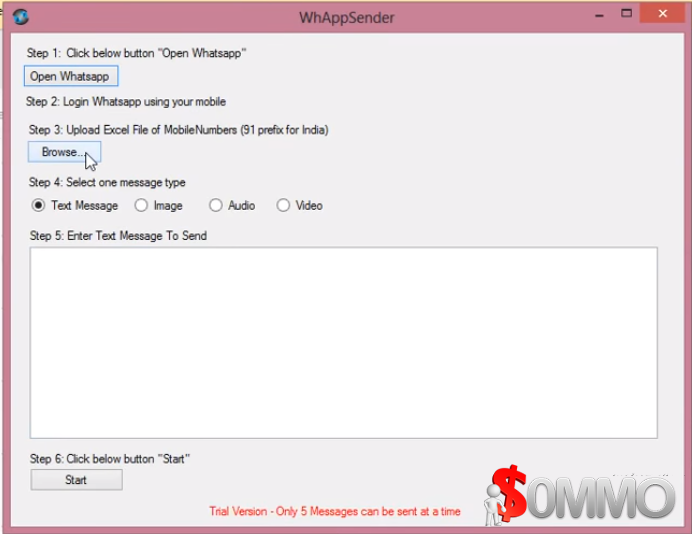 WhAppSender
Step 1: Click below button "Open Whatsapp"
Open Whatsapp
Step 2: Login Whatsapp using your mobile
Step 3: Upload Excel File of MobileNumbers (91 prefix for India)
Browse...
Step 4: Select one message type
Text Message Image Audio Video
Step 5: Enter Text Message To Send
Step 6: Click below button "Start"
Start
Trial Version - Only 5 Messages can be sent at a time
$OMMO